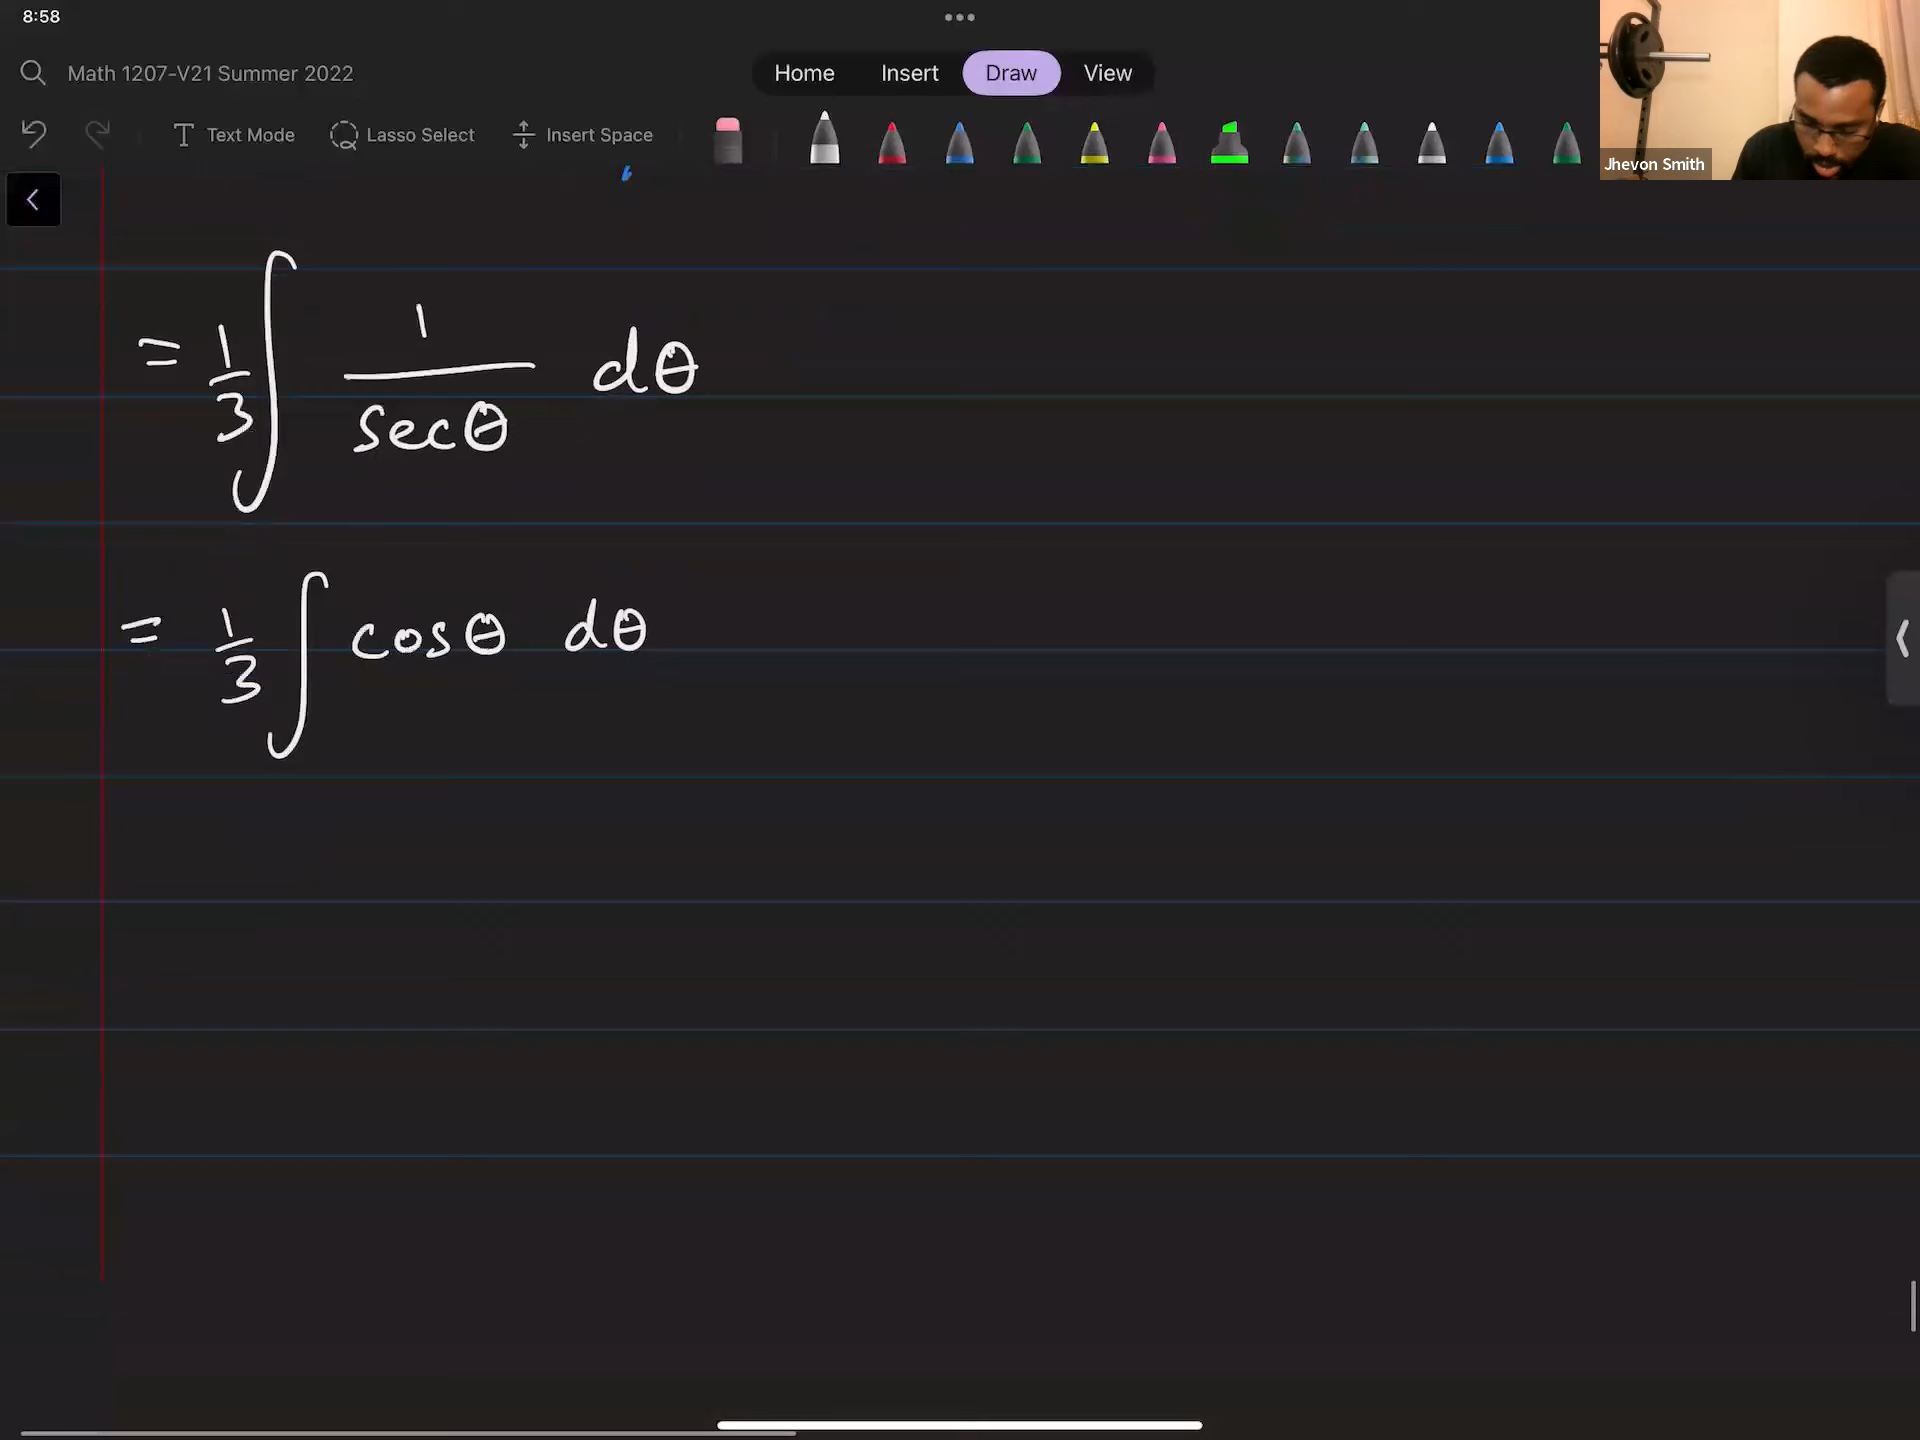 8:58
Math 1207-V21 Summer 2022
Home Insert Draw View
Text Mode Lasso Select Insert Space
Jhevon Smith
= 1/3 ∫ 1/secθ dθ
= 1/3 ∫ cosθ dθ